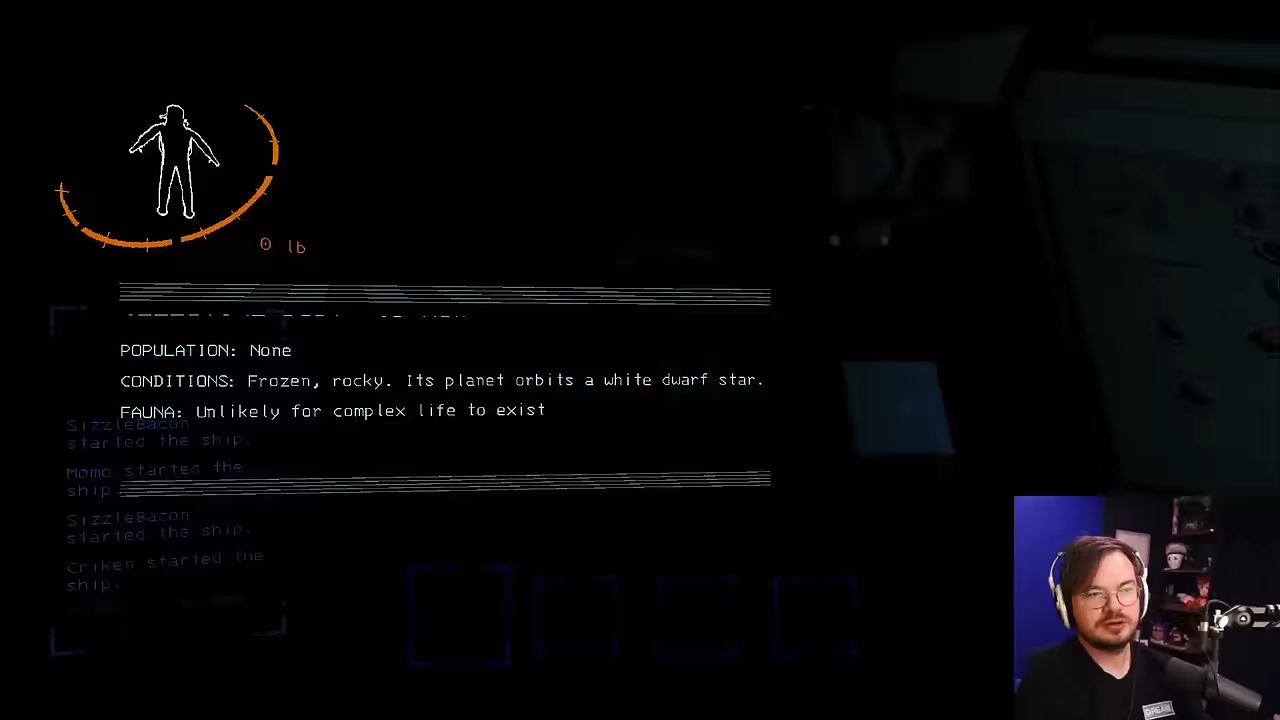 0 lb
POPULATION: None
CONDITIONS: Frozen, rocky. Its planet orbits a white dwarf star.
FAUNA: Unlikely for complex life to exist
SizzleBacon
started the ship.
Momo started the
ship.
SizzleBacon
started the ship.
Criken started the
ship.
DREAM